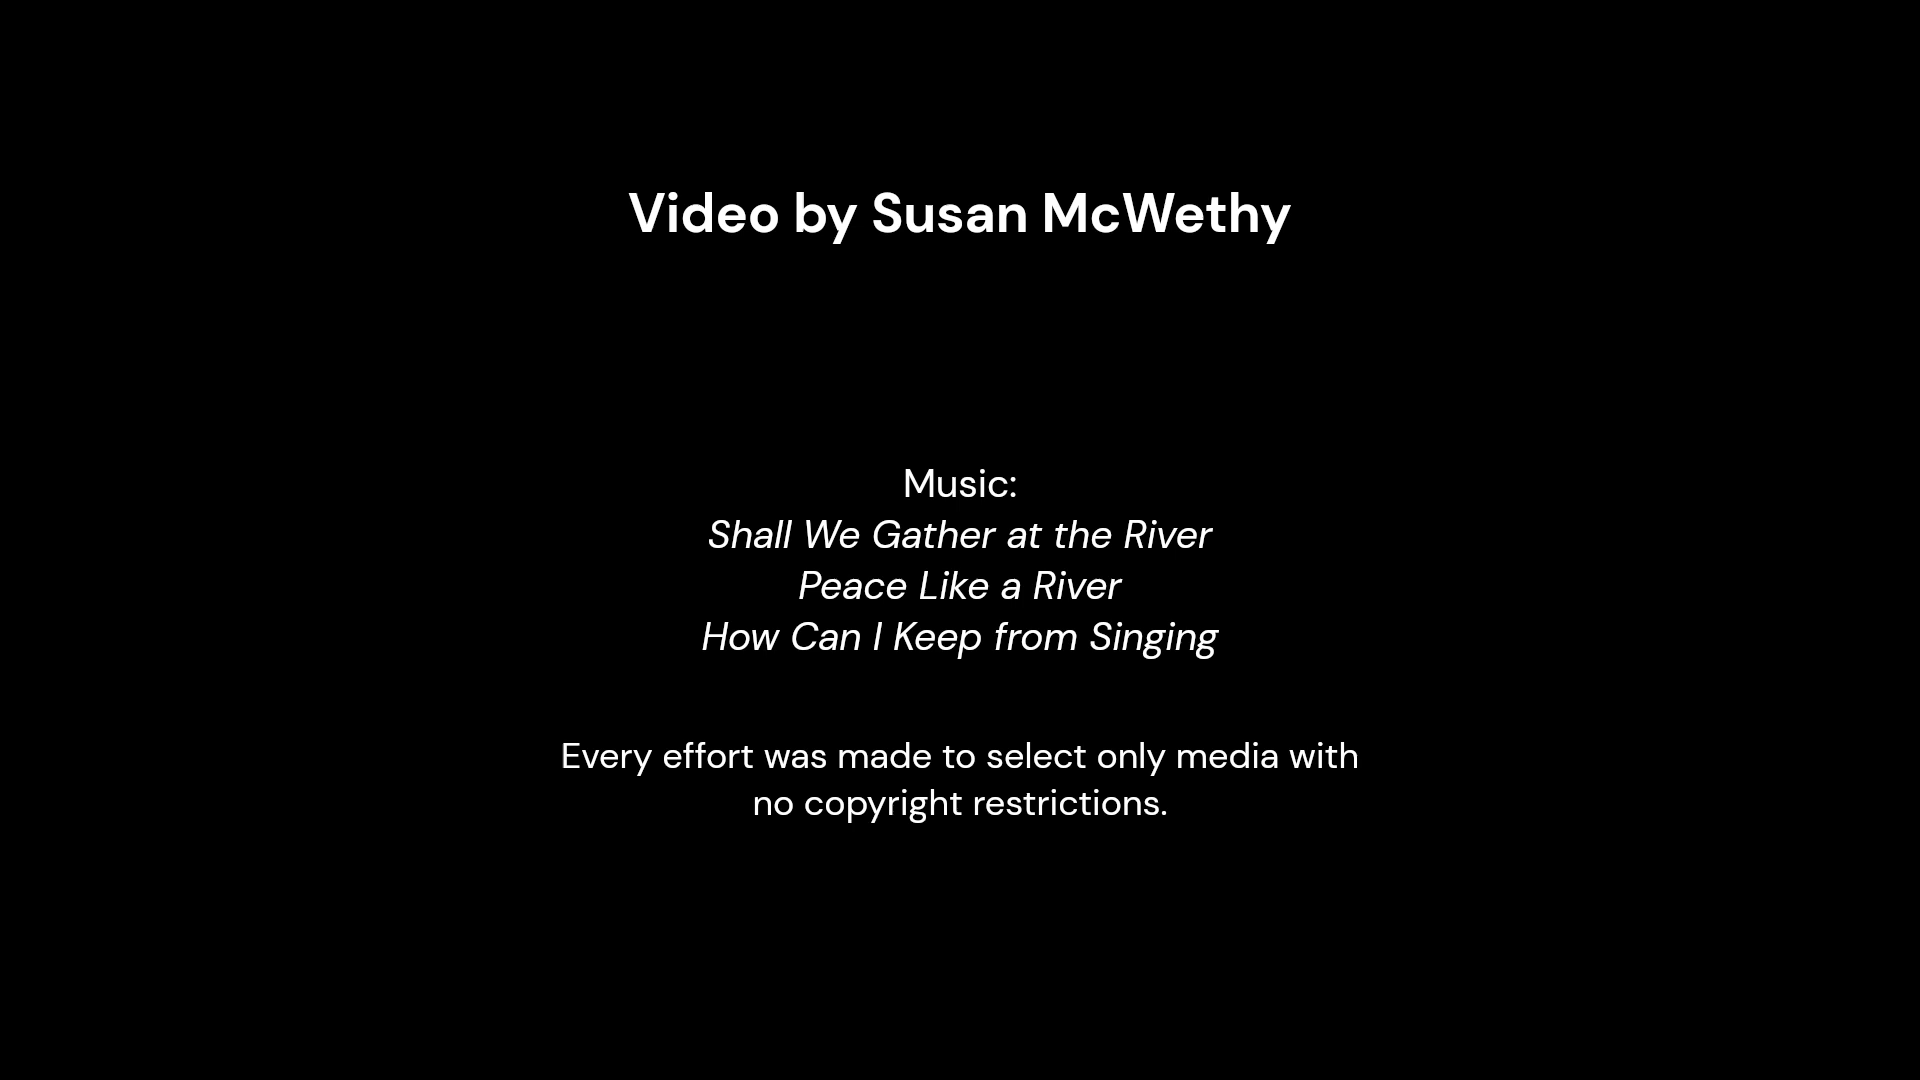 Video by Susan McWethy
Music:
Shall We Gather at the River
Peace Like a River
How Can I Keep from Singing
Every effort was made to select only media with
no copyright restrictions.